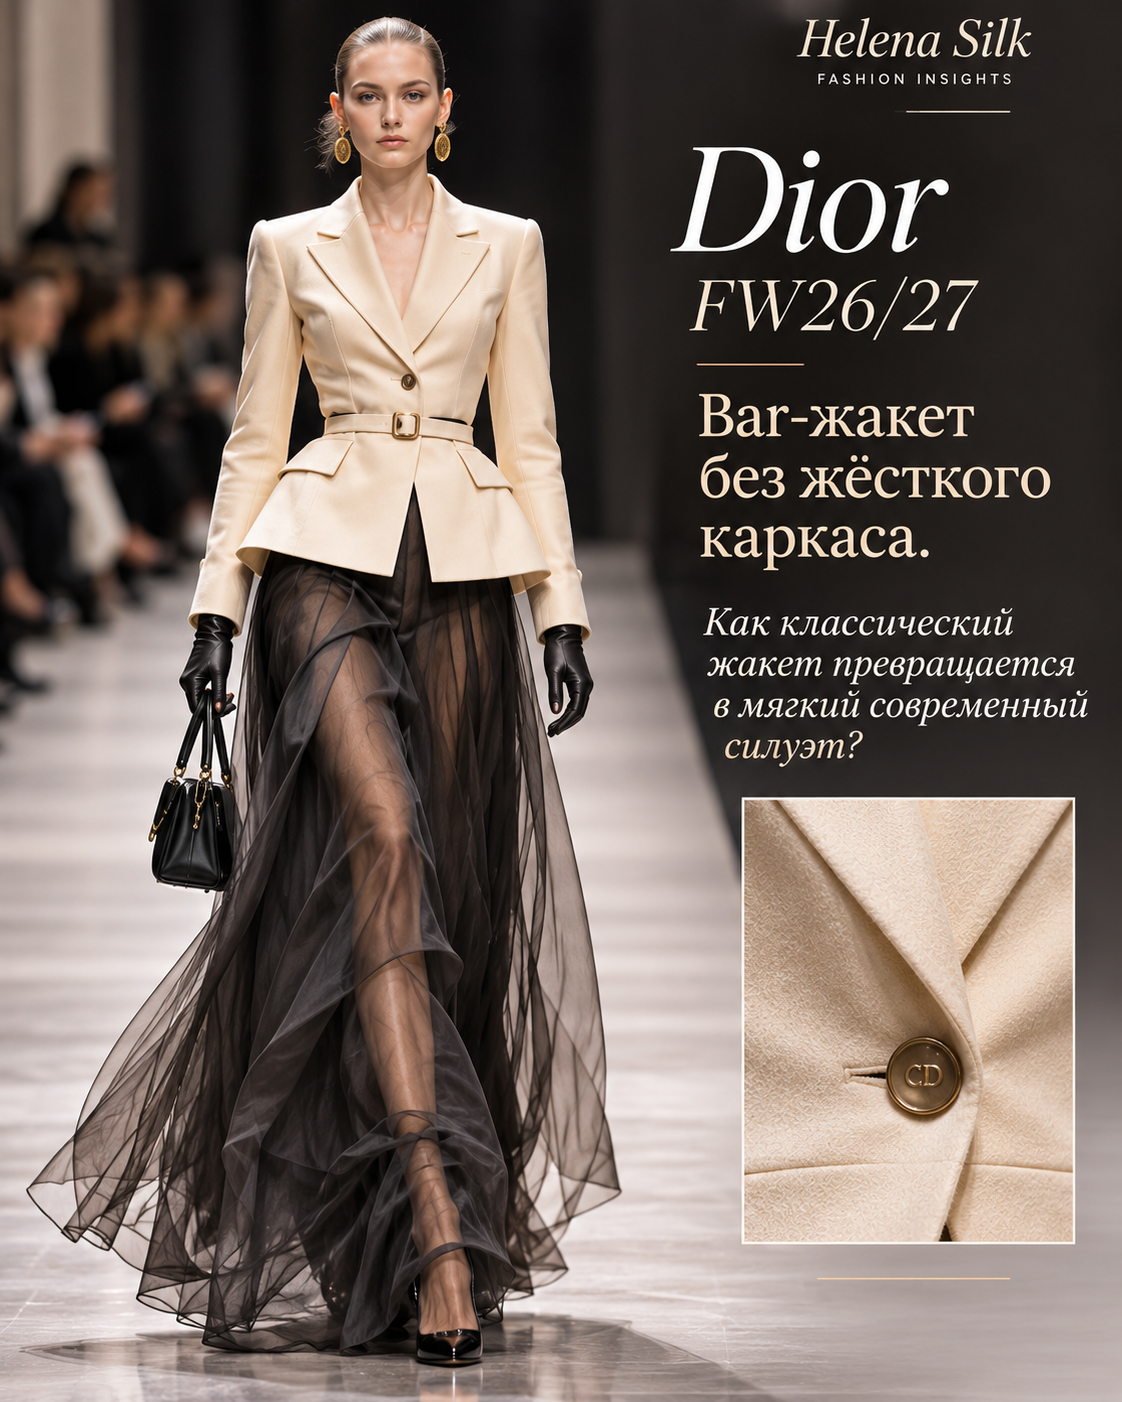 Helena Silk
FASHION INSIGHTS
Dior
FW26/27
Bar-жакет
без жёсткого
каркаса.
Как классический
жакет превращается
в мягкий современный
силуэт?
CD